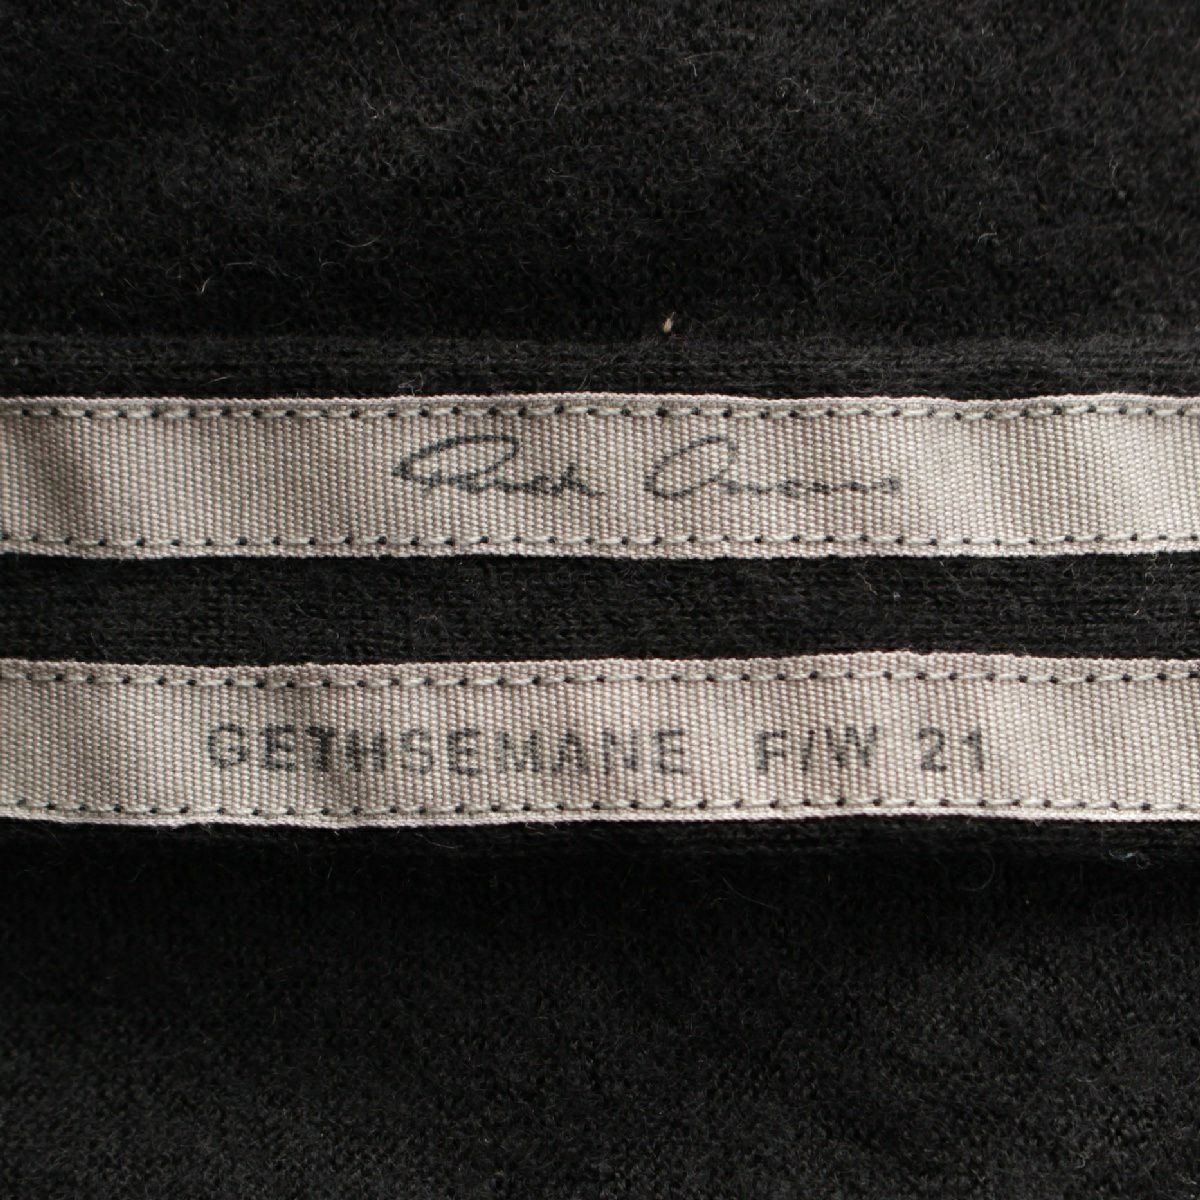 Rick Owens
GETHSEMANE F/W 21